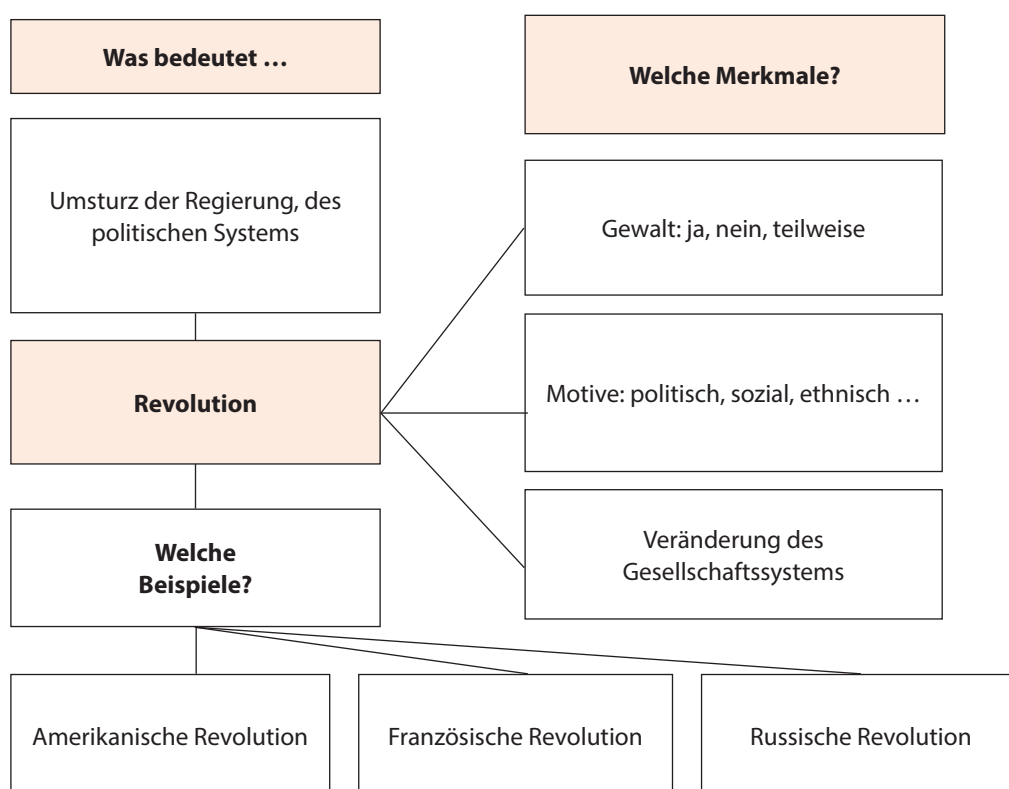 Was bedeutet …
Umsturz der Regierung, des
politischen Systems
Revolution
Welche
Beispiele?
Welche Merkmale?
Gewalt: ja, nein, teilweise
Motive: politisch, sozial, ethnisch …
Veränderung des
Gesellschaftssystems
Amerikanische Revolution
Französische Revolution
Russische Revolution